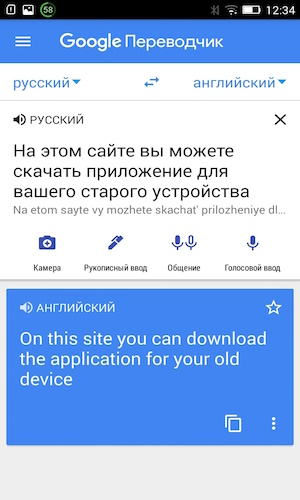 58
12:34
Google Переводчик
русский
английский
РУССКИЙ
На этом сайте вы можете
скачать приложение для
вашего старого устройства
Na etom sayte vy mozhete skachat' prilozheniye dl...
Камера
Рукописный ввод
Общение
Голосовой ввод
АНГЛИЙСКИЙ
On this site you can download
the application for your old
device